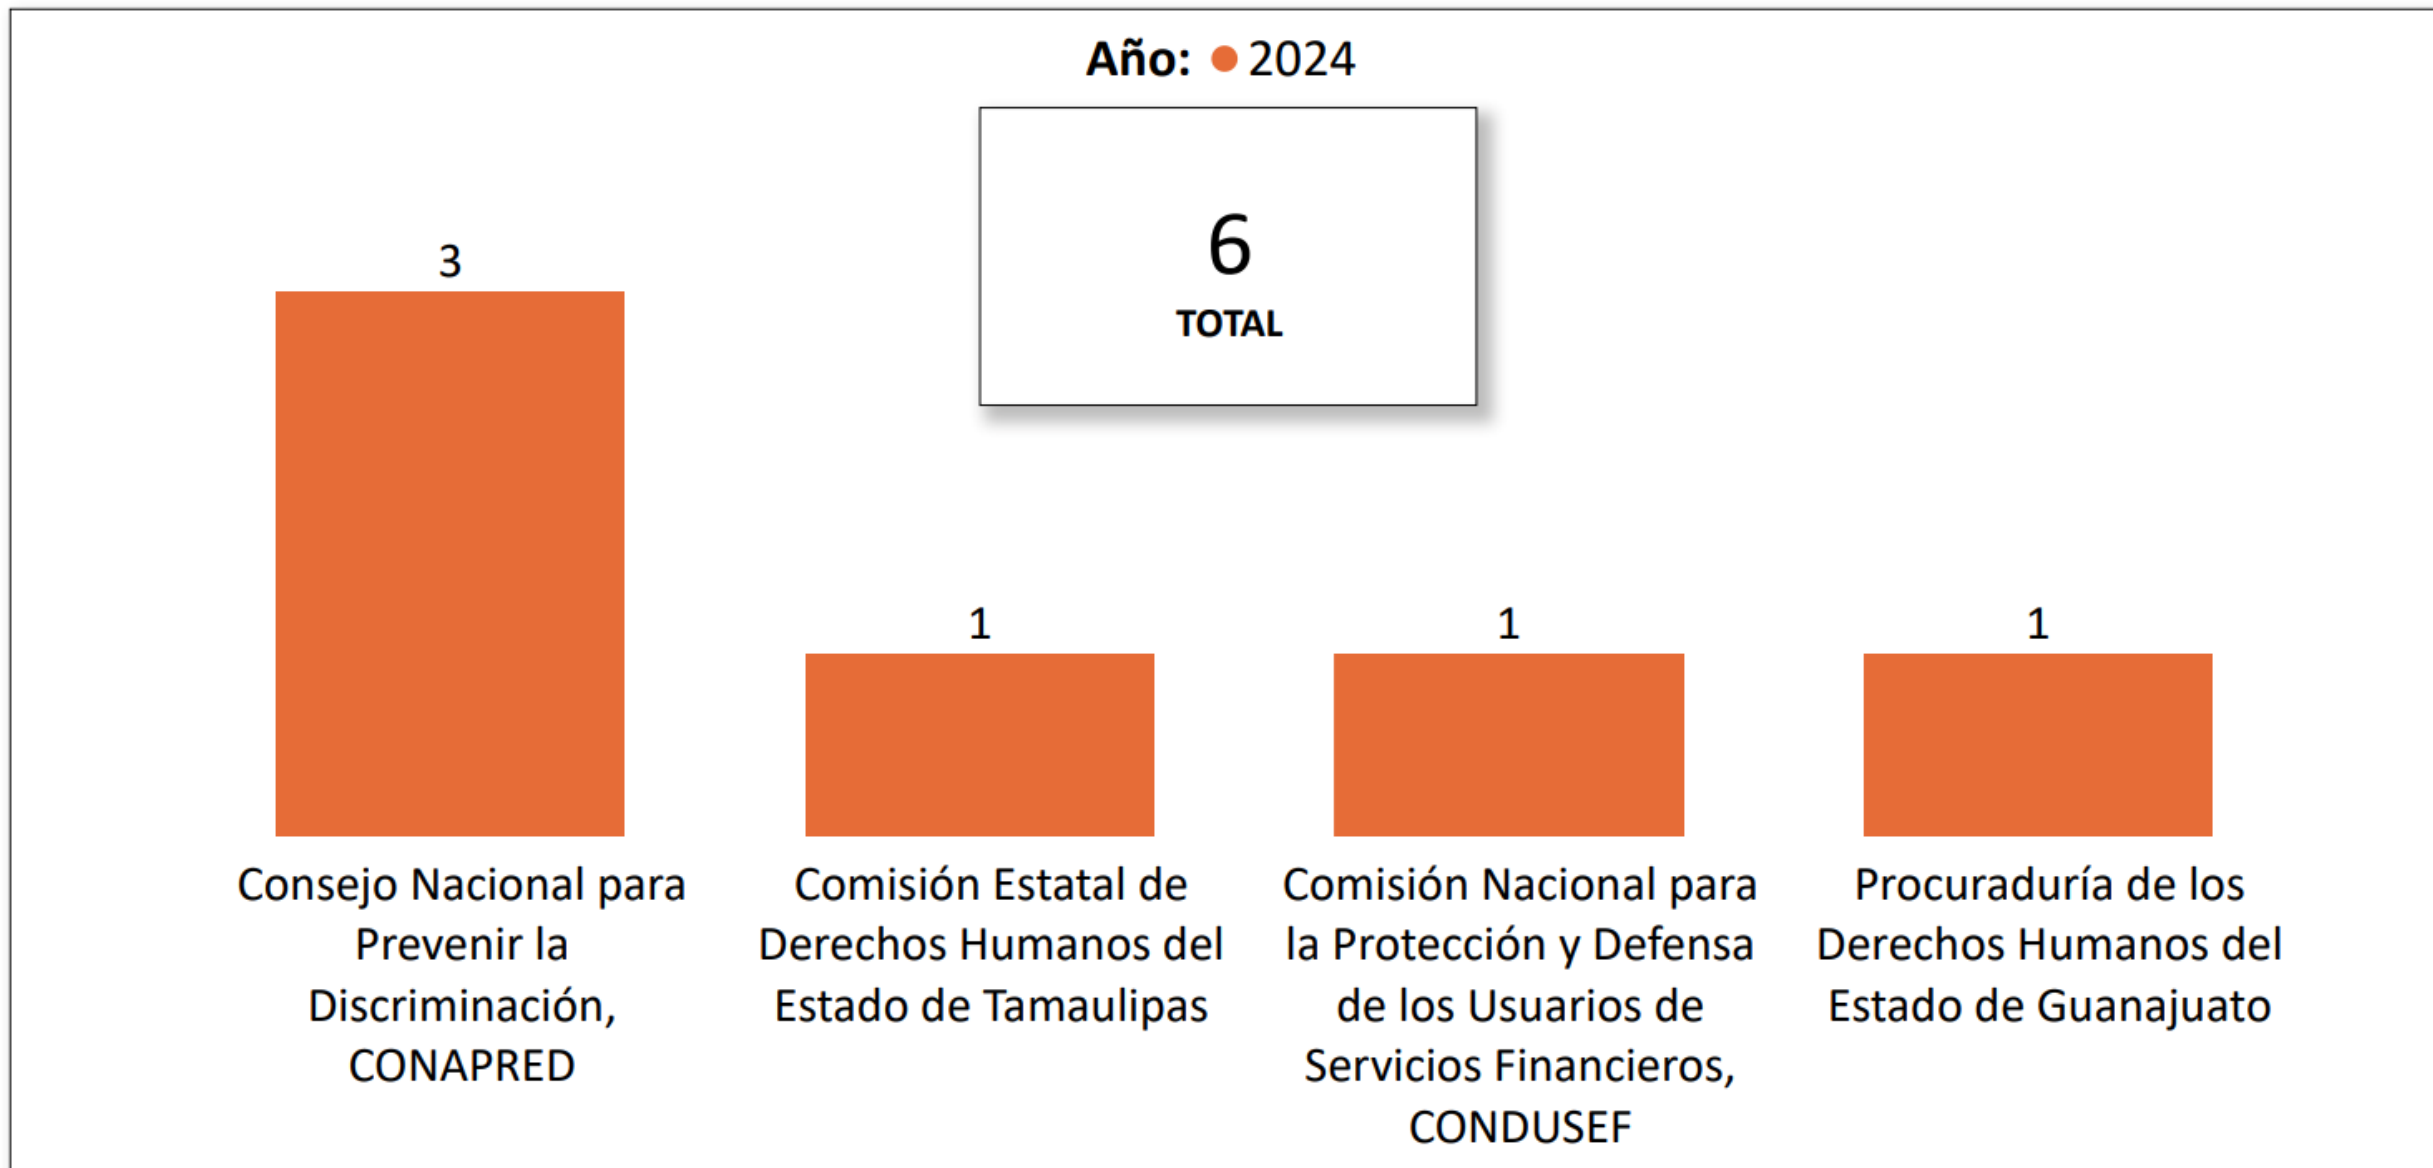 Año: 2024
6
TOTAL
3
1
1
1
Consejo Nacional para
Prevenir la
Discriminación,
CONAPRED
Comisión Estatal de
Derechos Humanos del
Estado de Tamaulipas
Comisión Nacional para
la Protección y Defensa
de los Usuarios de
Servicios Financieros,
CONDUSEF
Procuraduría de los
Derechos Humanos del
Estado de Guanajuato